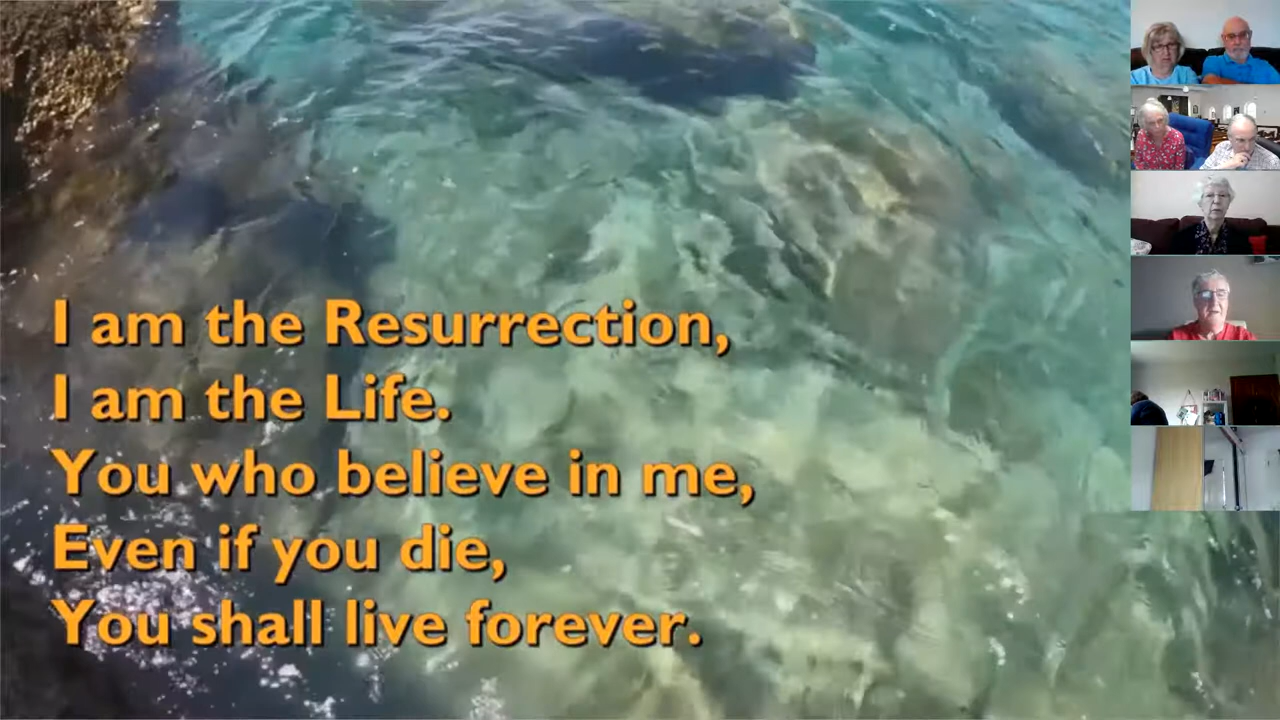 I am the Resurrection,
I am the Life.
You who believe in me,
Even if you die,
You shall live forever.